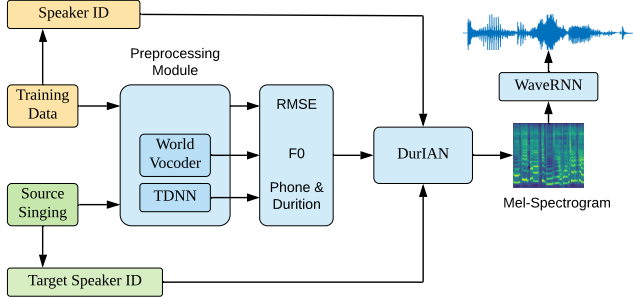 Speaker ID
Preprocessing
Module
Training
Data
RMSE
WaveRNN
World
Vocoder
F0
DurIAN
TDNN
Phone &
Durition
Source
Singing
Mel-Spectrogram
Target Speaker ID